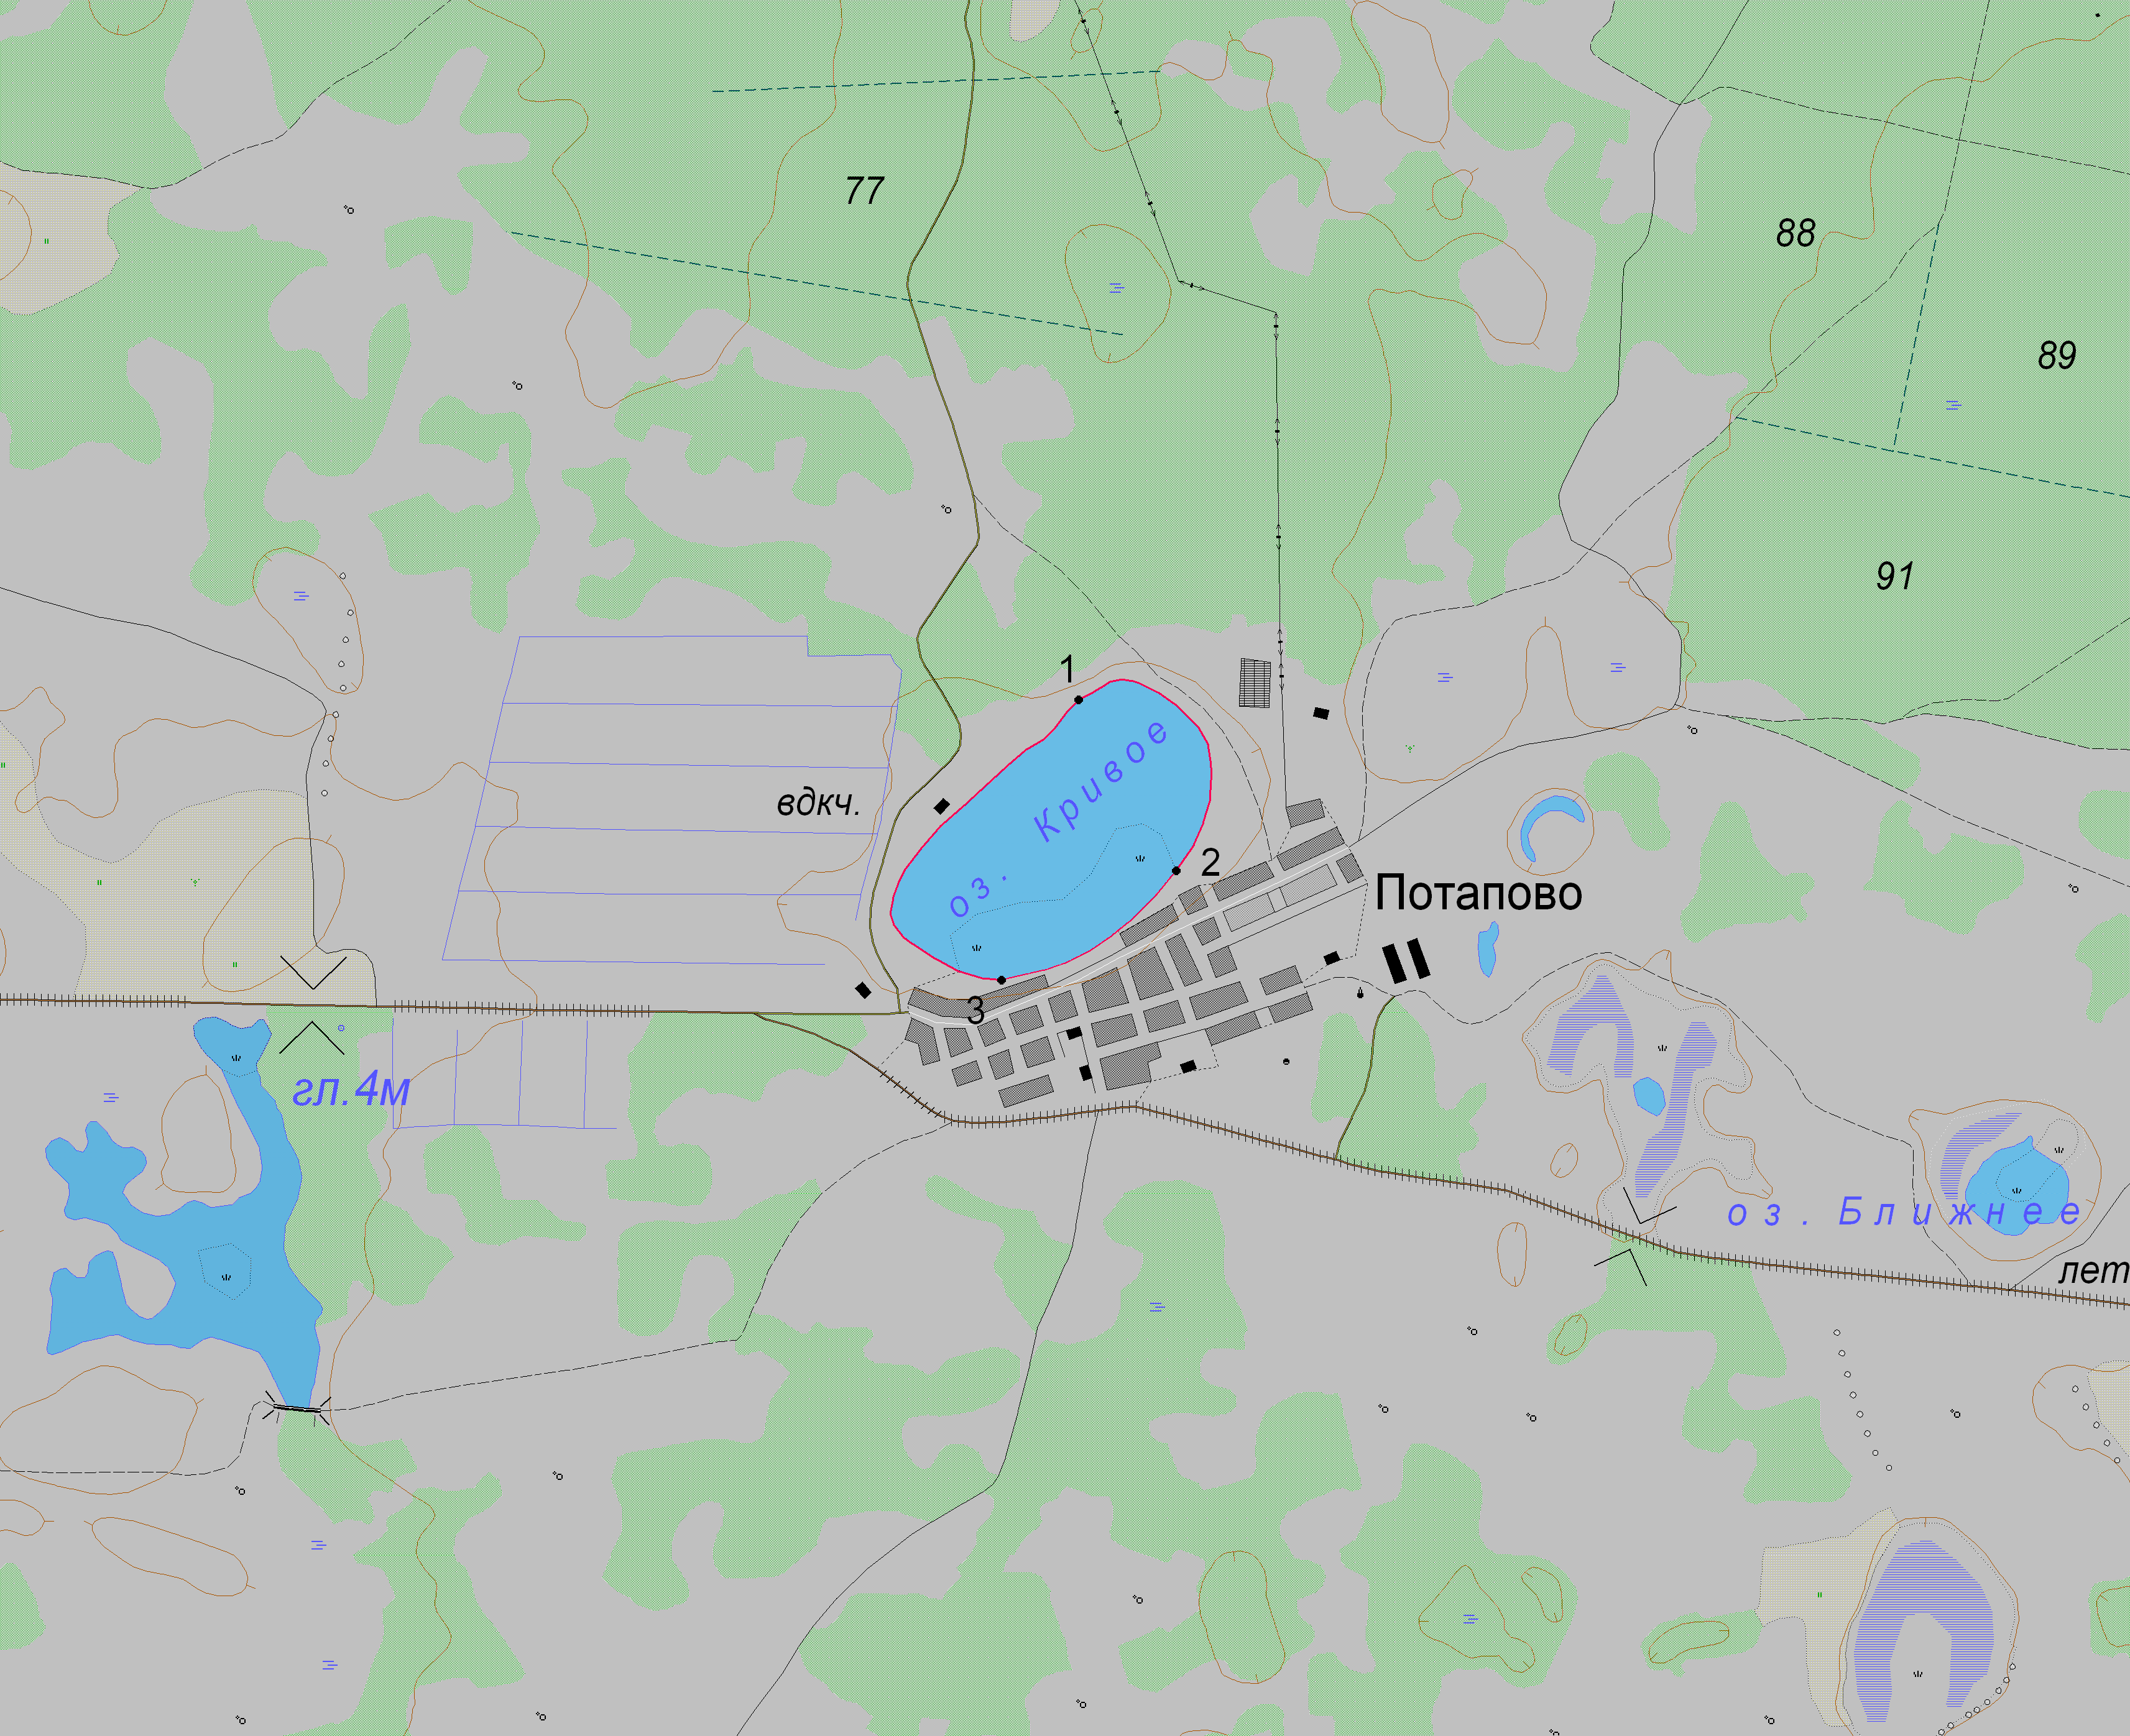 77
88
89
91
1
оз. Кривое
вдкч.
2
Потапово
3
гл.4м
оз. Ближнее
лет